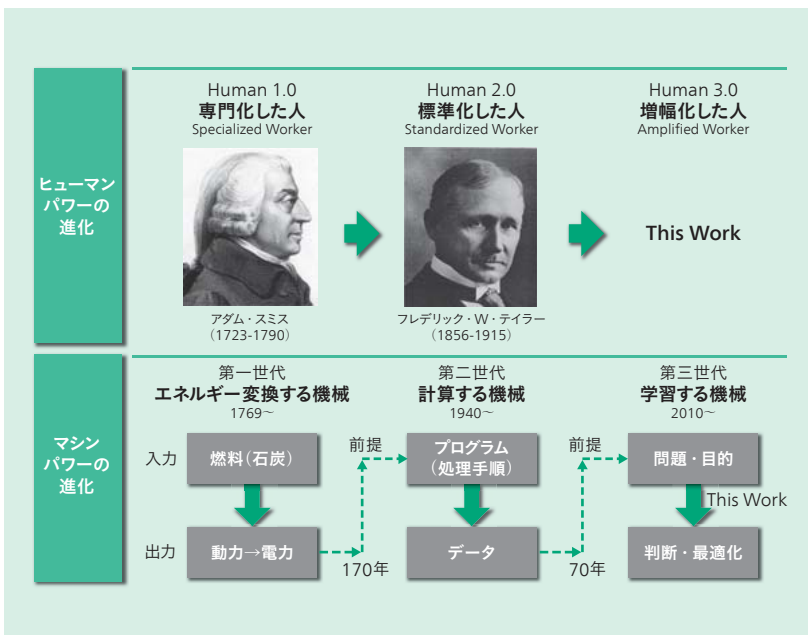 ヒューマン
パワーの
進化
Human 1.0
専門化した人
Specialized Worker
アダム・スミス
(1723-1790)
Human 2.0
標準化した人
Standardized Worker
フレデリック・W・テイラー
(1856-1915)
Human 3.0
増幅化した人
Amplified Worker
This Work
マシン
パワーの
進化
第一世代
エネルギー変換する機械
1769~
第二世代
計算する機械
1940~
第三世代
学習する機械
2010~
入力
燃料(石炭)
前提
プログラム
(処理手順)
前提
問題・目的
This Work
出力
動力→電力
170年
データ
70年
判断・最適化